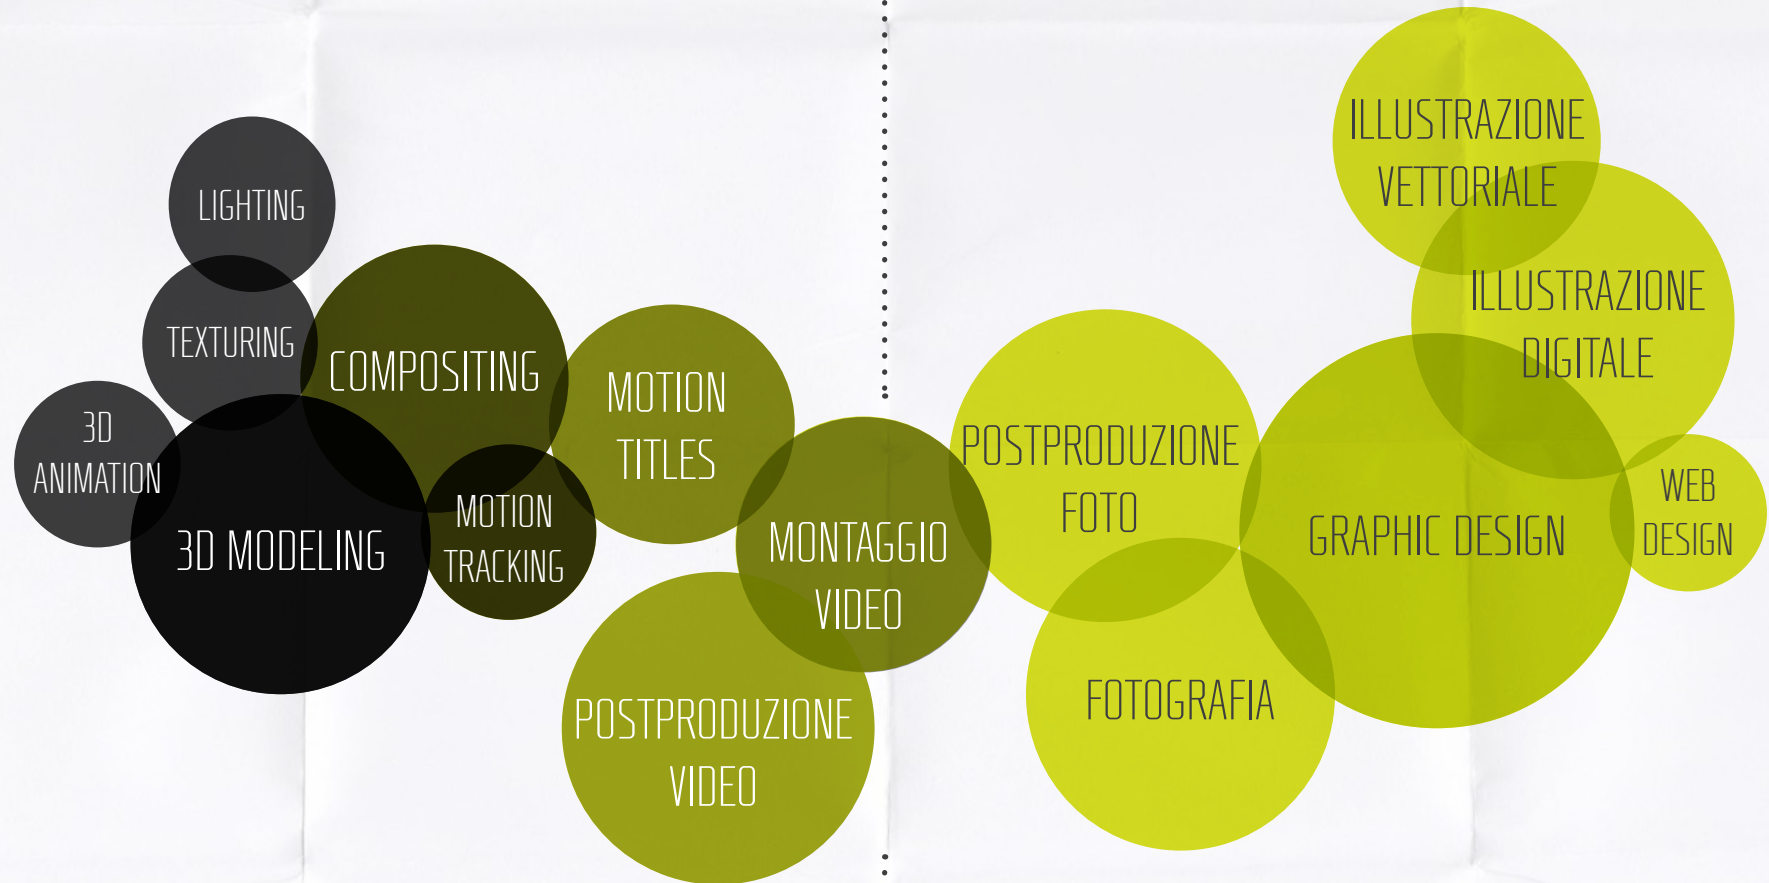 LIGHTING
TEXTURING
3D
ANIMATION
3D MODELING
COMPOSITING
MOTION
TRACKING
MOTION
TITLES
MONTAGGIO
VIDEO
POSTPRODUZIONE
VIDEO
POSTPRODUZIONE
FOTO
FOTOGRAFIA
GRAPHIC DESIGN
ILLUSTRAZIONE
VETTORIALE
ILLUSTRAZIONE
DIGITALE
WEB
DESIGN